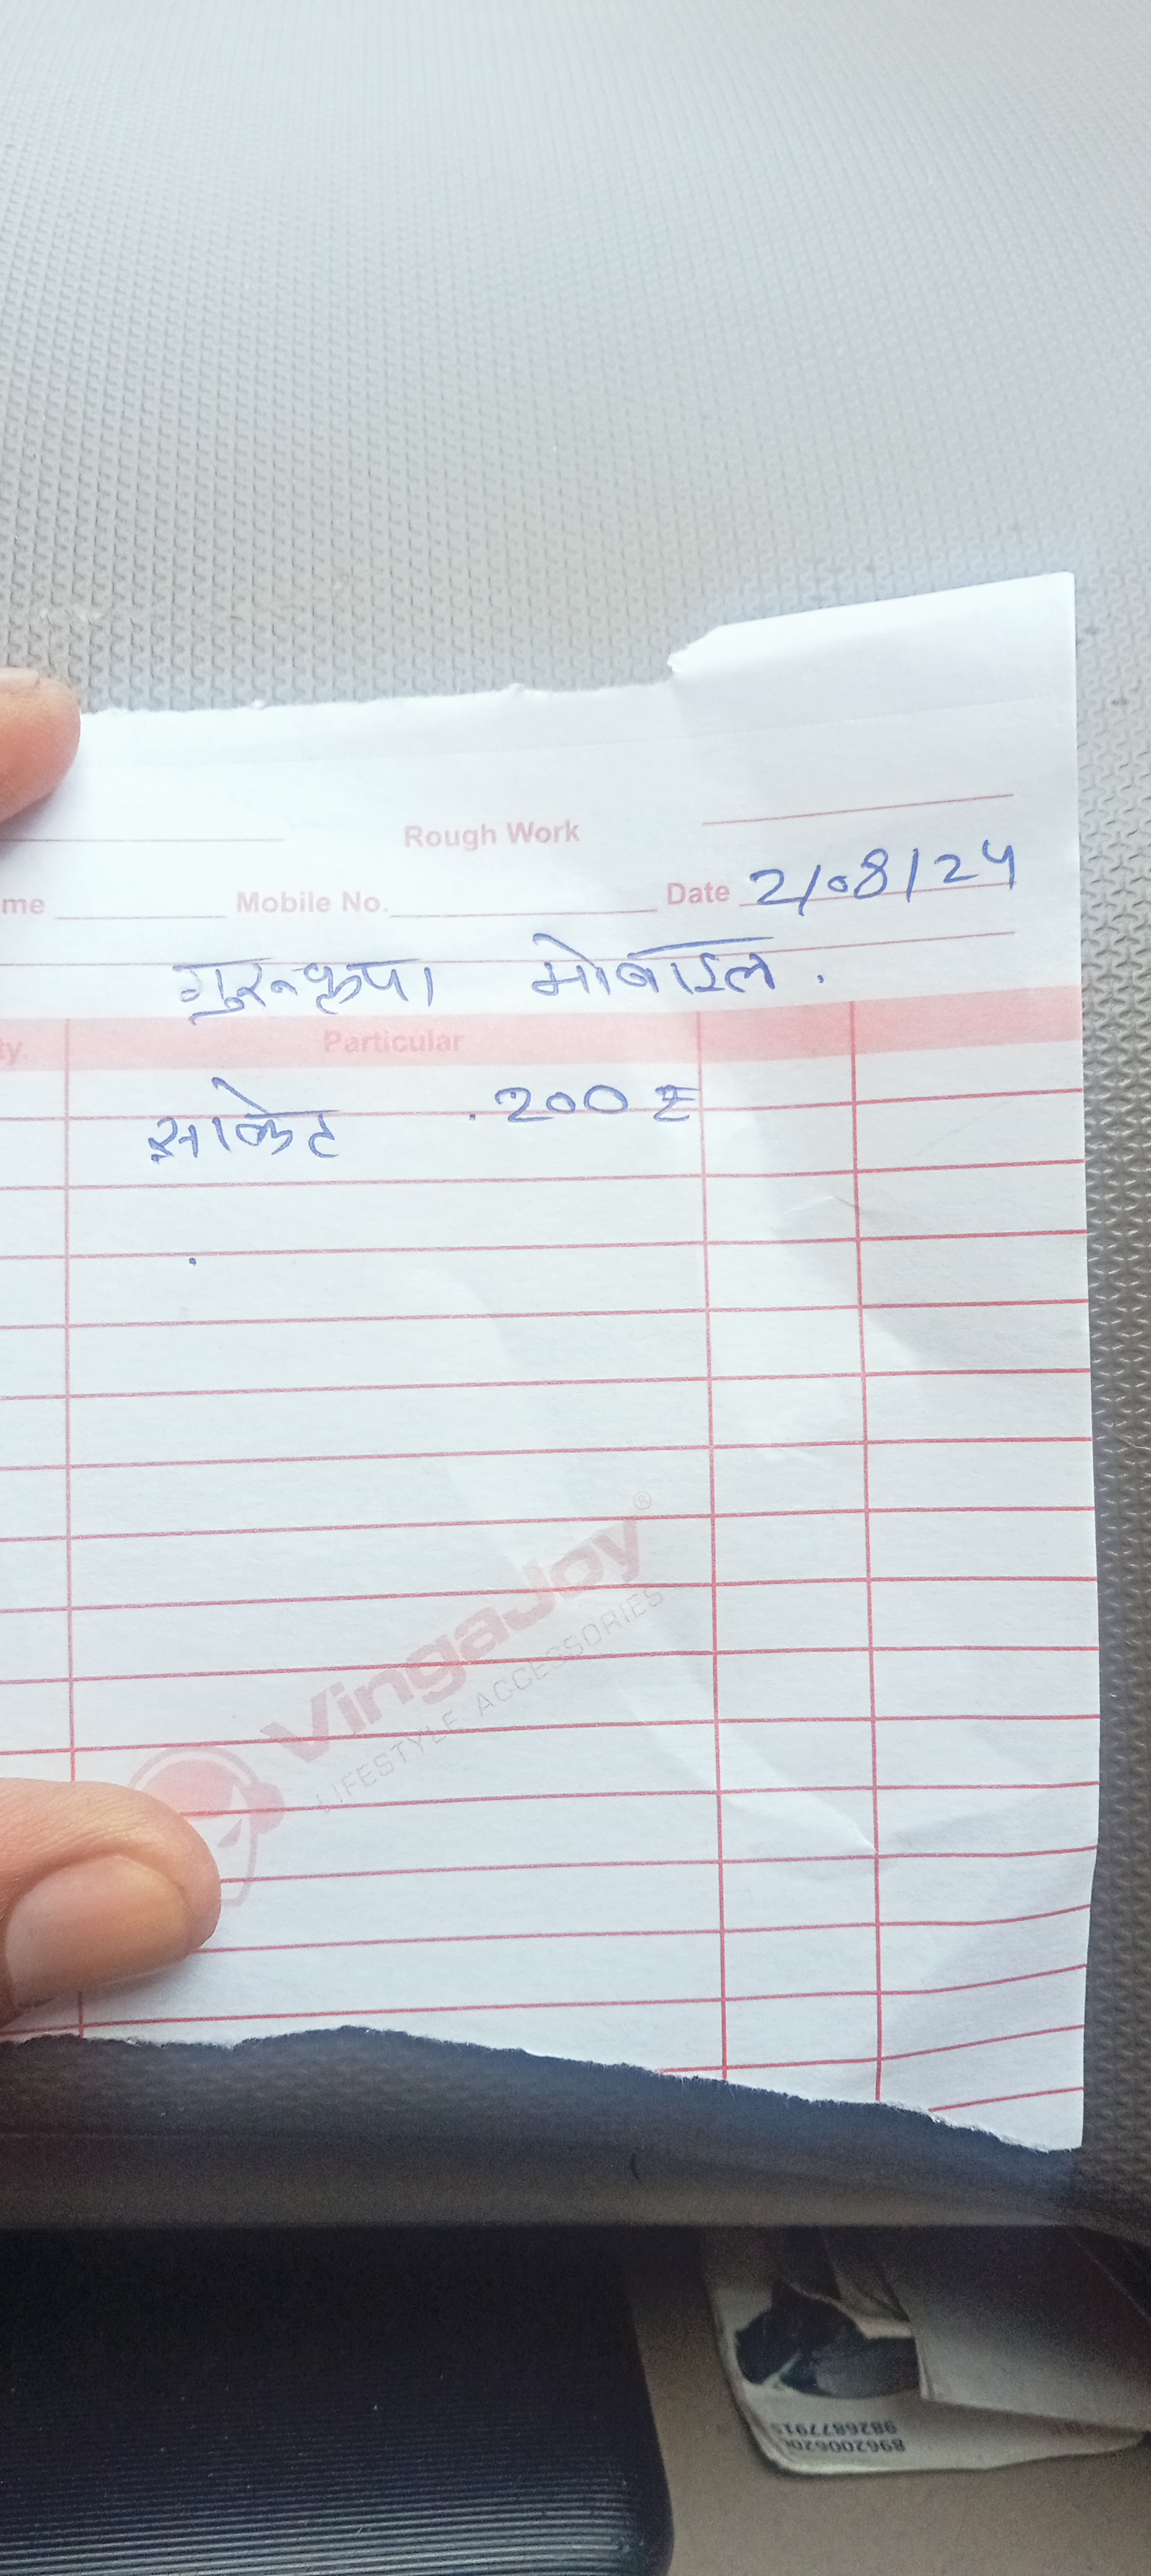 Rough Work
me Mobile No. Date 2/08/24
गुरुकृपा मोबाइल .
ty. Particular
साकेट . 200 ₹
VingaJoy®
LIFESTYLE ACCESSORIES